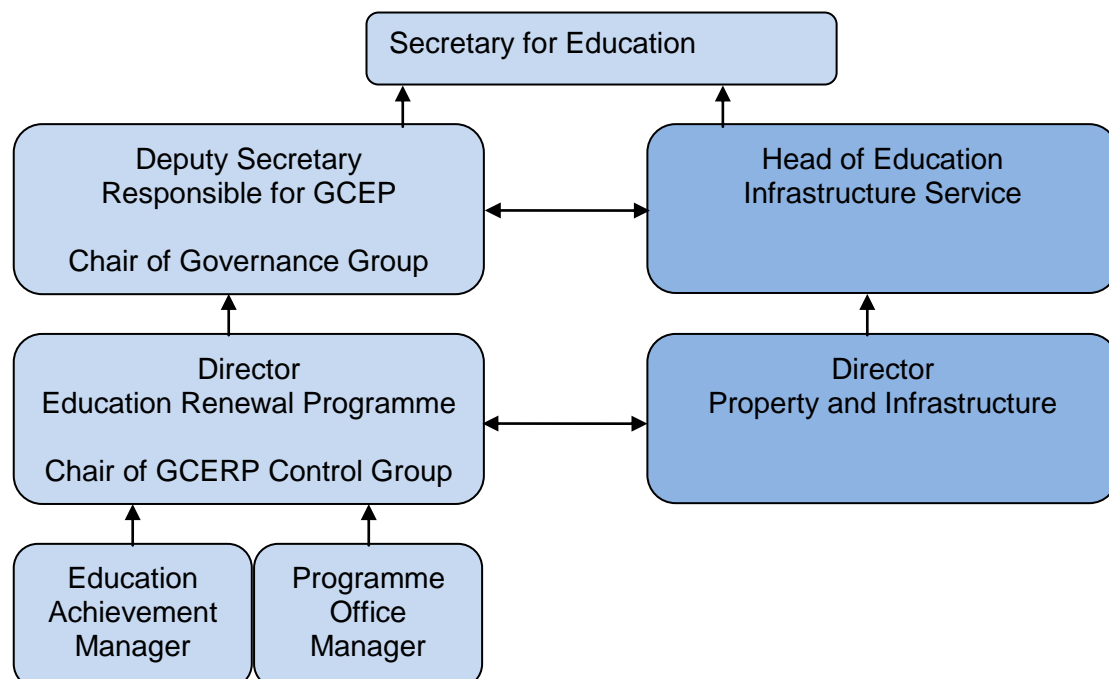 Secretary for Education
Deputy Secretary
Responsible for GCEP
Chair of Governance Group
Head of Education
Infrastructure Service
Director
Education Renewal Programme
Chair of GCERP Control Group
Director
Property and Infrastructure
Education
Achievement
Manager
Programme
Office
Manager